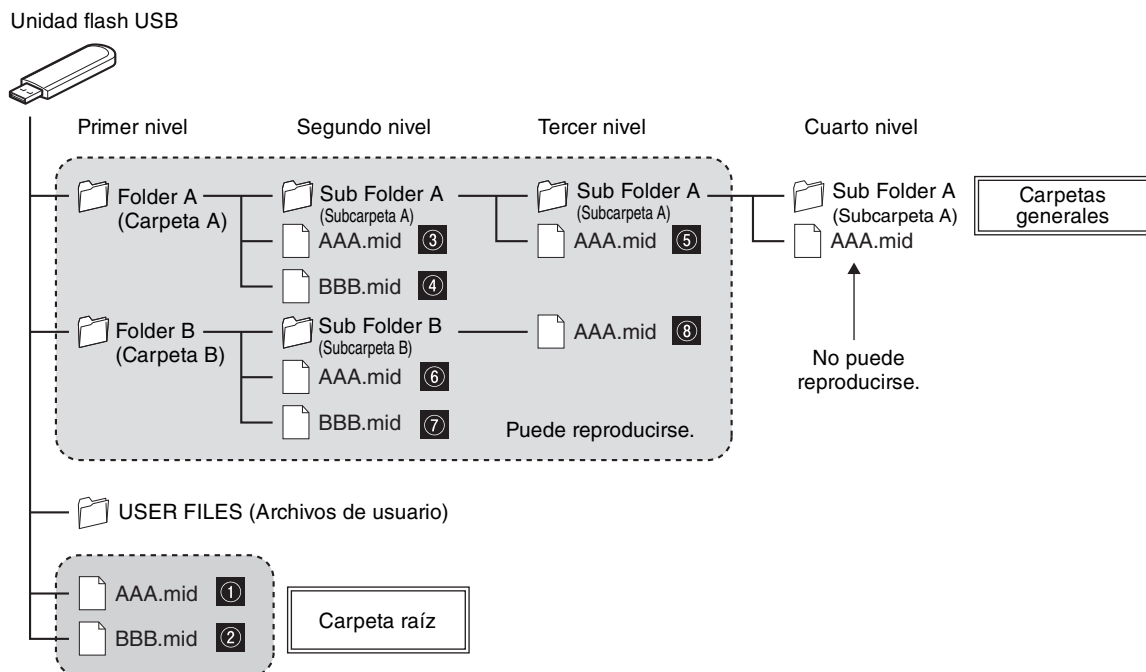 Unidad flash USB
Primer nivel
Segundo nivel
Tercer nivel
Cuarto nivel
Folder A
(Carpeta A)
Sub Folder A
(Subcarpeta A)
Sub Folder A
(Subcarpeta A)
Sub Folder A
(Subcarpeta A)
Carpetas
generales
AAA.mid ③
AAA.mid ⑤
AAA.mid
BBB.mid ④
Folder B
(Carpeta B)
Sub Folder B
(Subcarpeta B)
AAA.mid ⑧
No puede
reproducirse.
AAA.mid ⑥
BBB.mid ⑦
Puede reproducirse.
USER FILES (Archivos de usuario)
AAA.mid ①
BBB.mid ②
Carpeta raíz